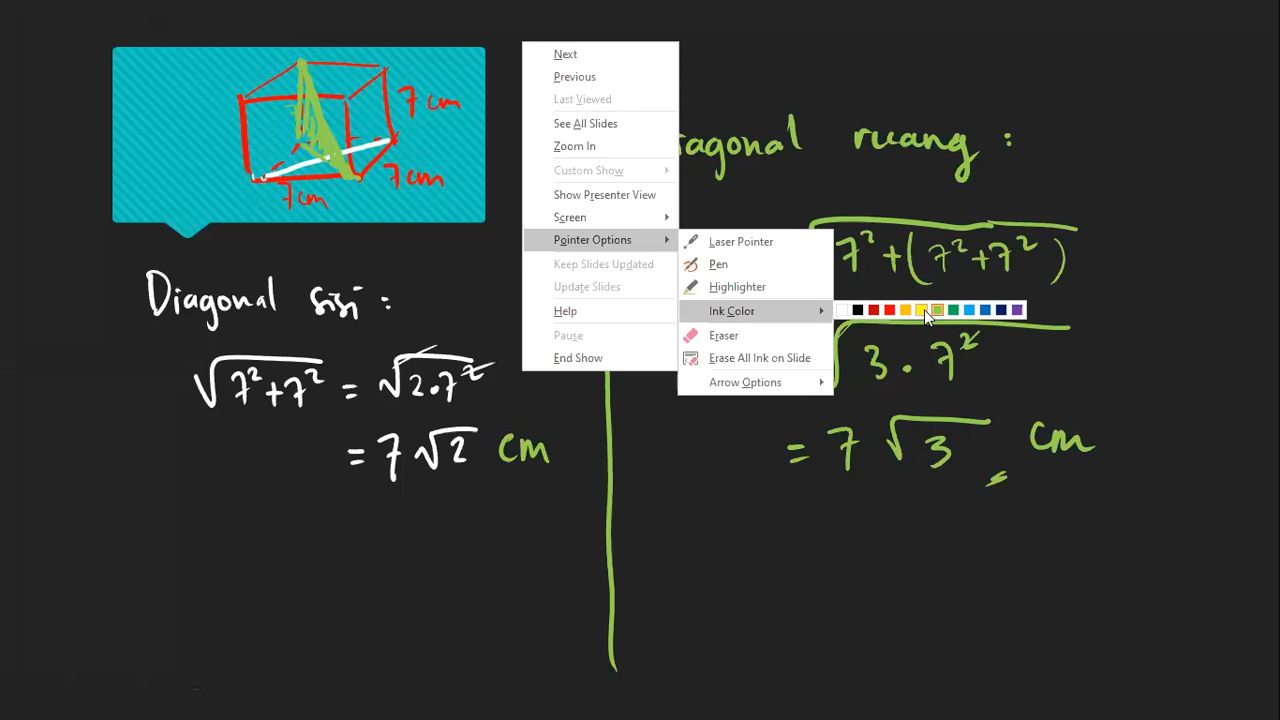 7 cm
7 cm
7 cm
Diagonal sisi :
√7²+7² = √2.7²
= 7 √2 cm
iagonal ruang :
√7²+(7²+7²)
√3 . 7²
= 7 √3 cm
Next
Previous
Last Viewed
See All Slides
Zoom In
Custom Show
Show Presenter View
Screen
Pointer Options
Keep Slides Updated
Update Slides
Help
Pause
End Show
Laser Pointer
Pen
Highlighter
Ink Color
Eraser
Erase All Ink on Slide
Arrow Options